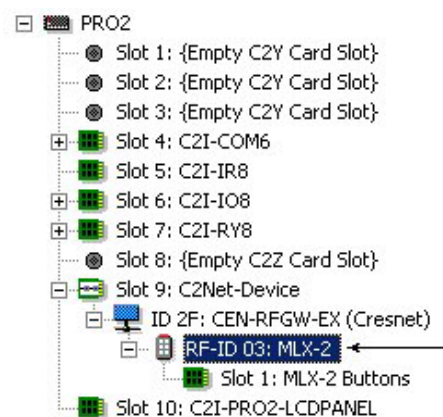 PRO2
Slot 1: {Empty C2Y Card Slot}
Slot 2: {Empty C2Y Card Slot}
Slot 3: {Empty C2Y Card Slot}
Slot 4: C2I-COM6
Slot 5: C2I-IR8
Slot 6: C2I-IO8
Slot 7: C2I-RY8
Slot 8: {Empty C2Z Card Slot}
Slot 9: C2Net-Device
ID 2F: CEN-RFGW-EX (Cresnet)
RF-ID 03: MLX-2
Slot 1: MLX-2 Buttons
Slot 10: C2I-PRO2-LCDPANEL